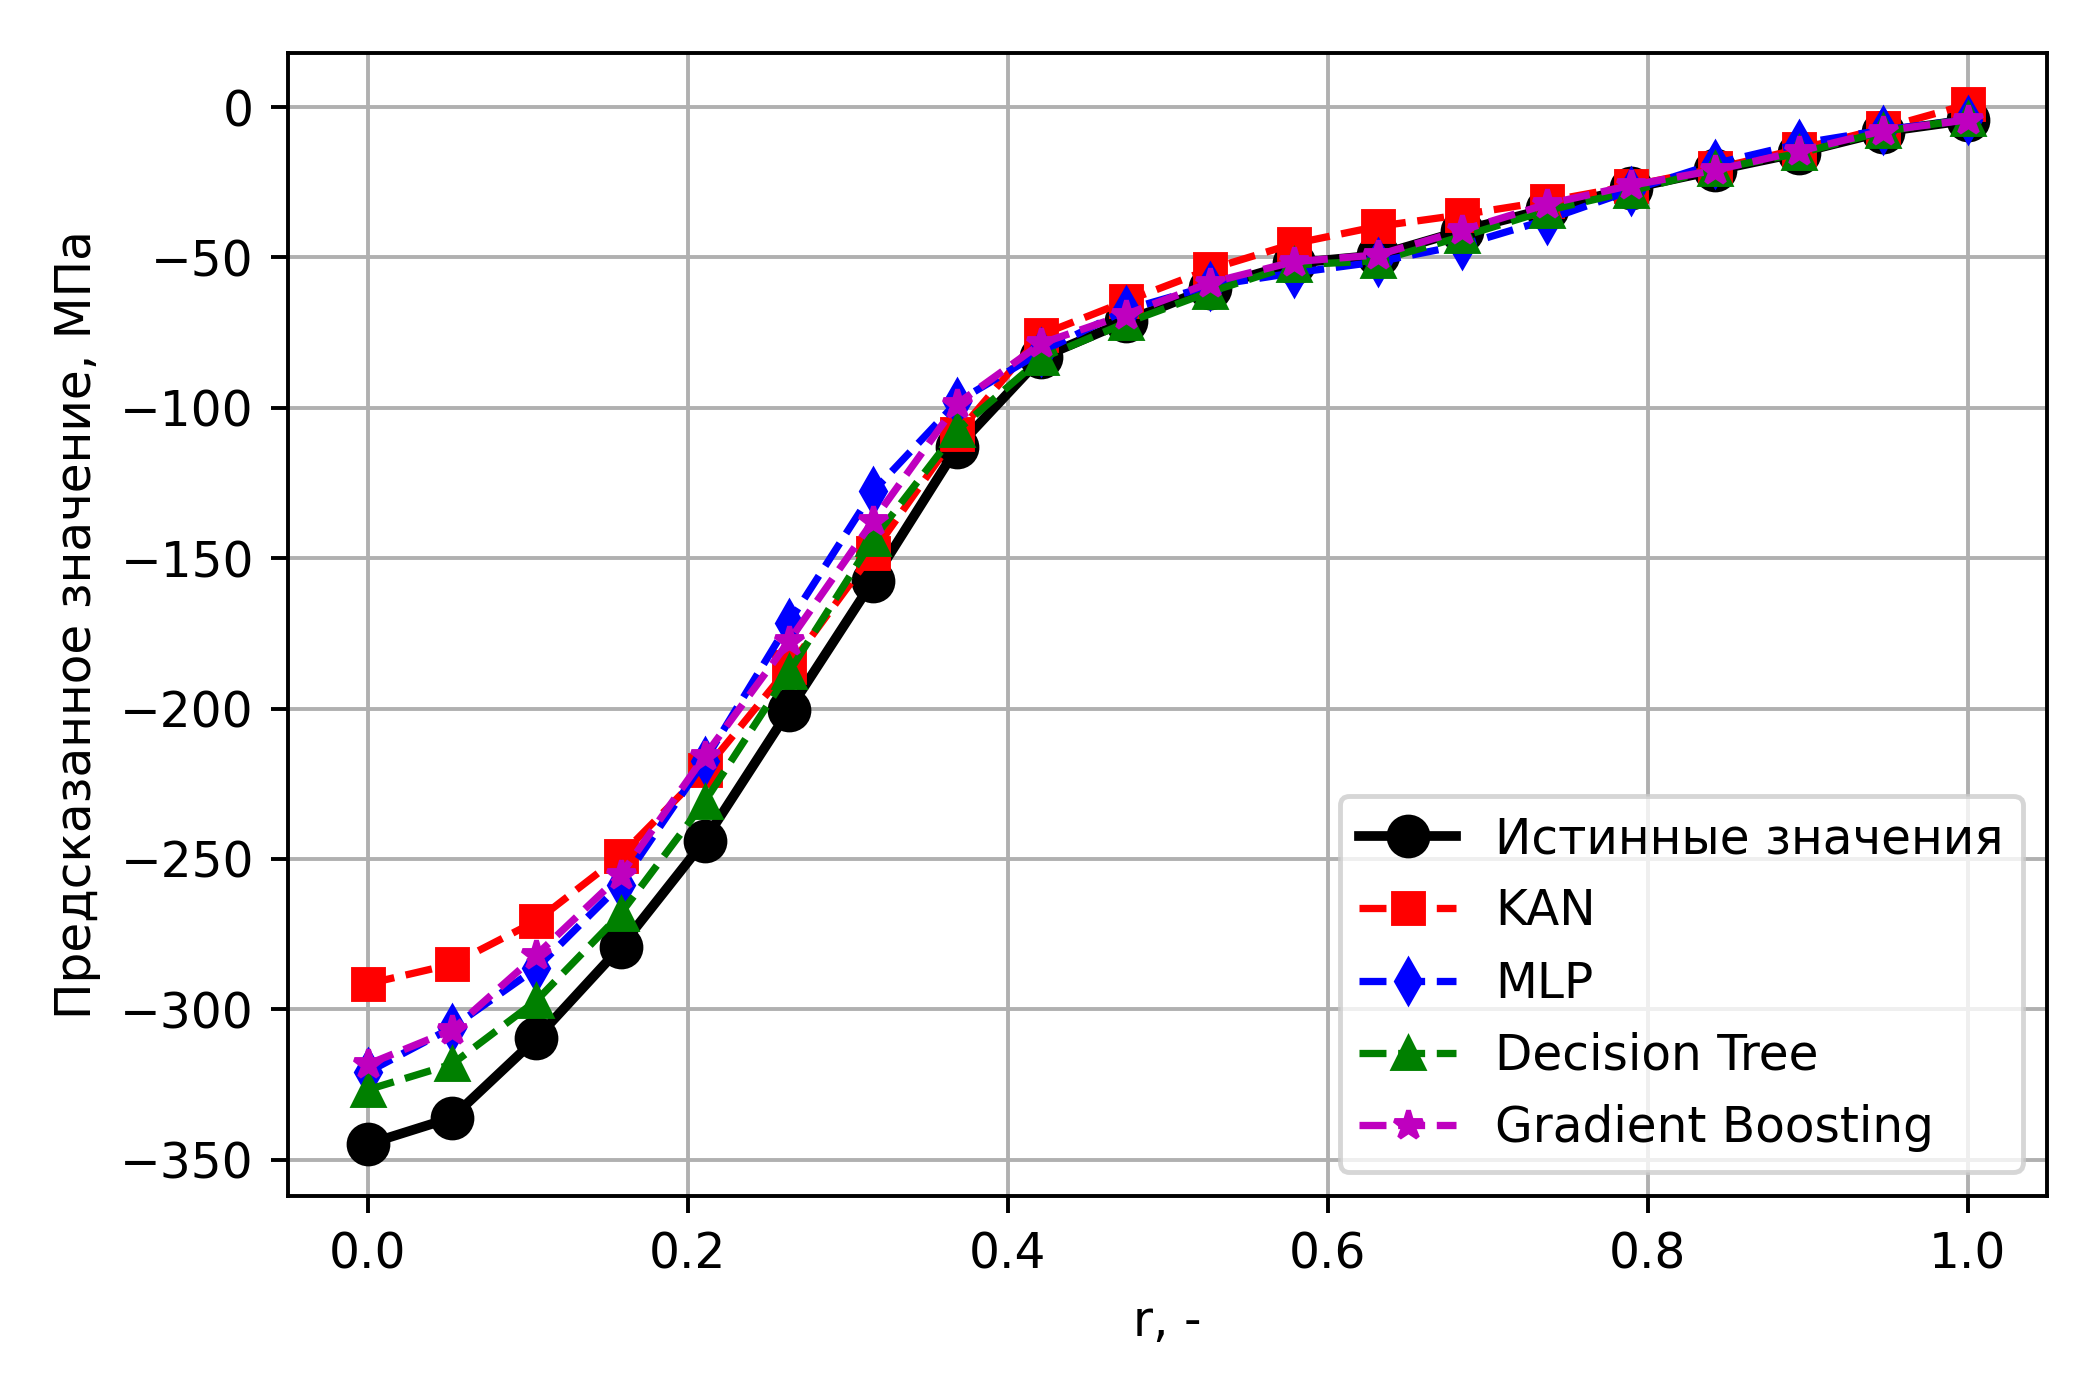 Предсказанное значение, МПа
0
−50
−100
−150
−200
−250
−300
−350
0.0 0.2 0.4 0.6 0.8 1.0
r, -
Истинные значения
KAN
MLP
Decision Tree
Gradient Boosting